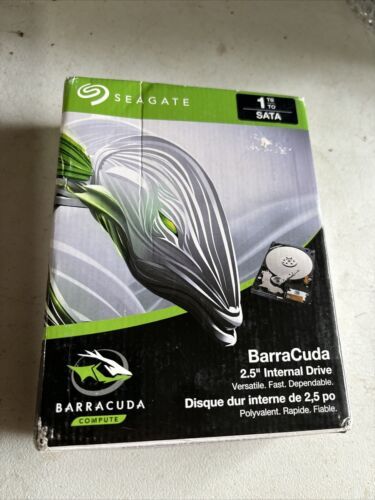 SEAGATE
1 TB
TO
SATA
BarraCuda
2.5" Internal Drive
Versatile. Fast. Dependable.
Disque dur interne de 2,5 po
Polyvalent. Rapide. Fiable.
BARRACUDA
COMPUTE